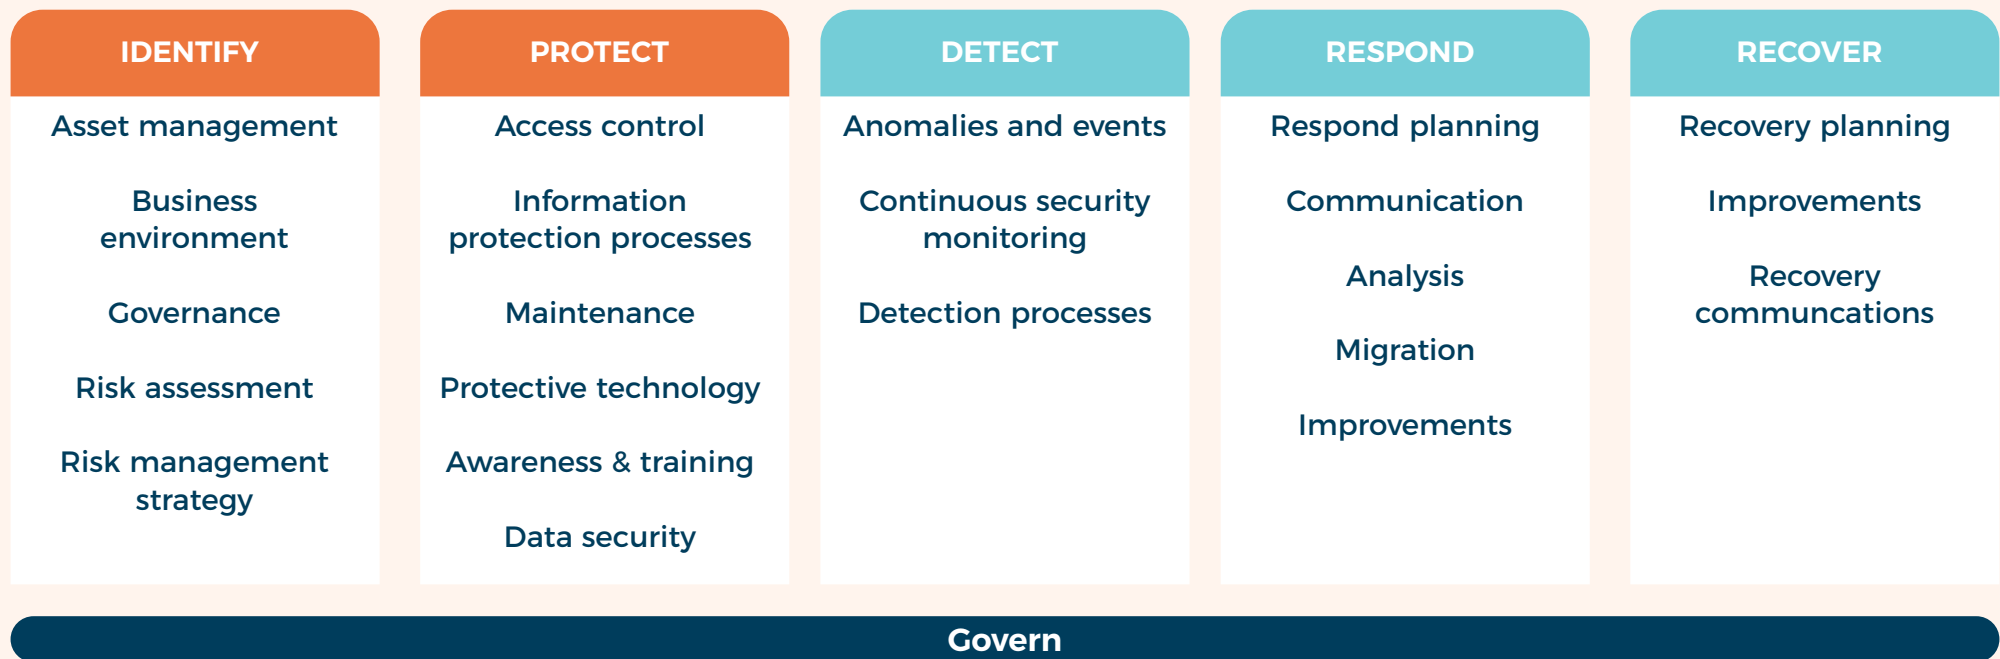 IDENTIFY
Asset management
Business
environment
Governance
Risk assessment
Risk management
strategy
PROTECT
Access control
Information
protection processes
Maintenance
Protective technology
Awareness & training
Data security
DETECT
Anomalies and events
Continuous security
monitoring
Detection processes
RESPOND
Respond planning
Communication
Analysis
Migration
Improvements
RECOVER
Recovery planning
Improvements
Recovery
communcations
Govern